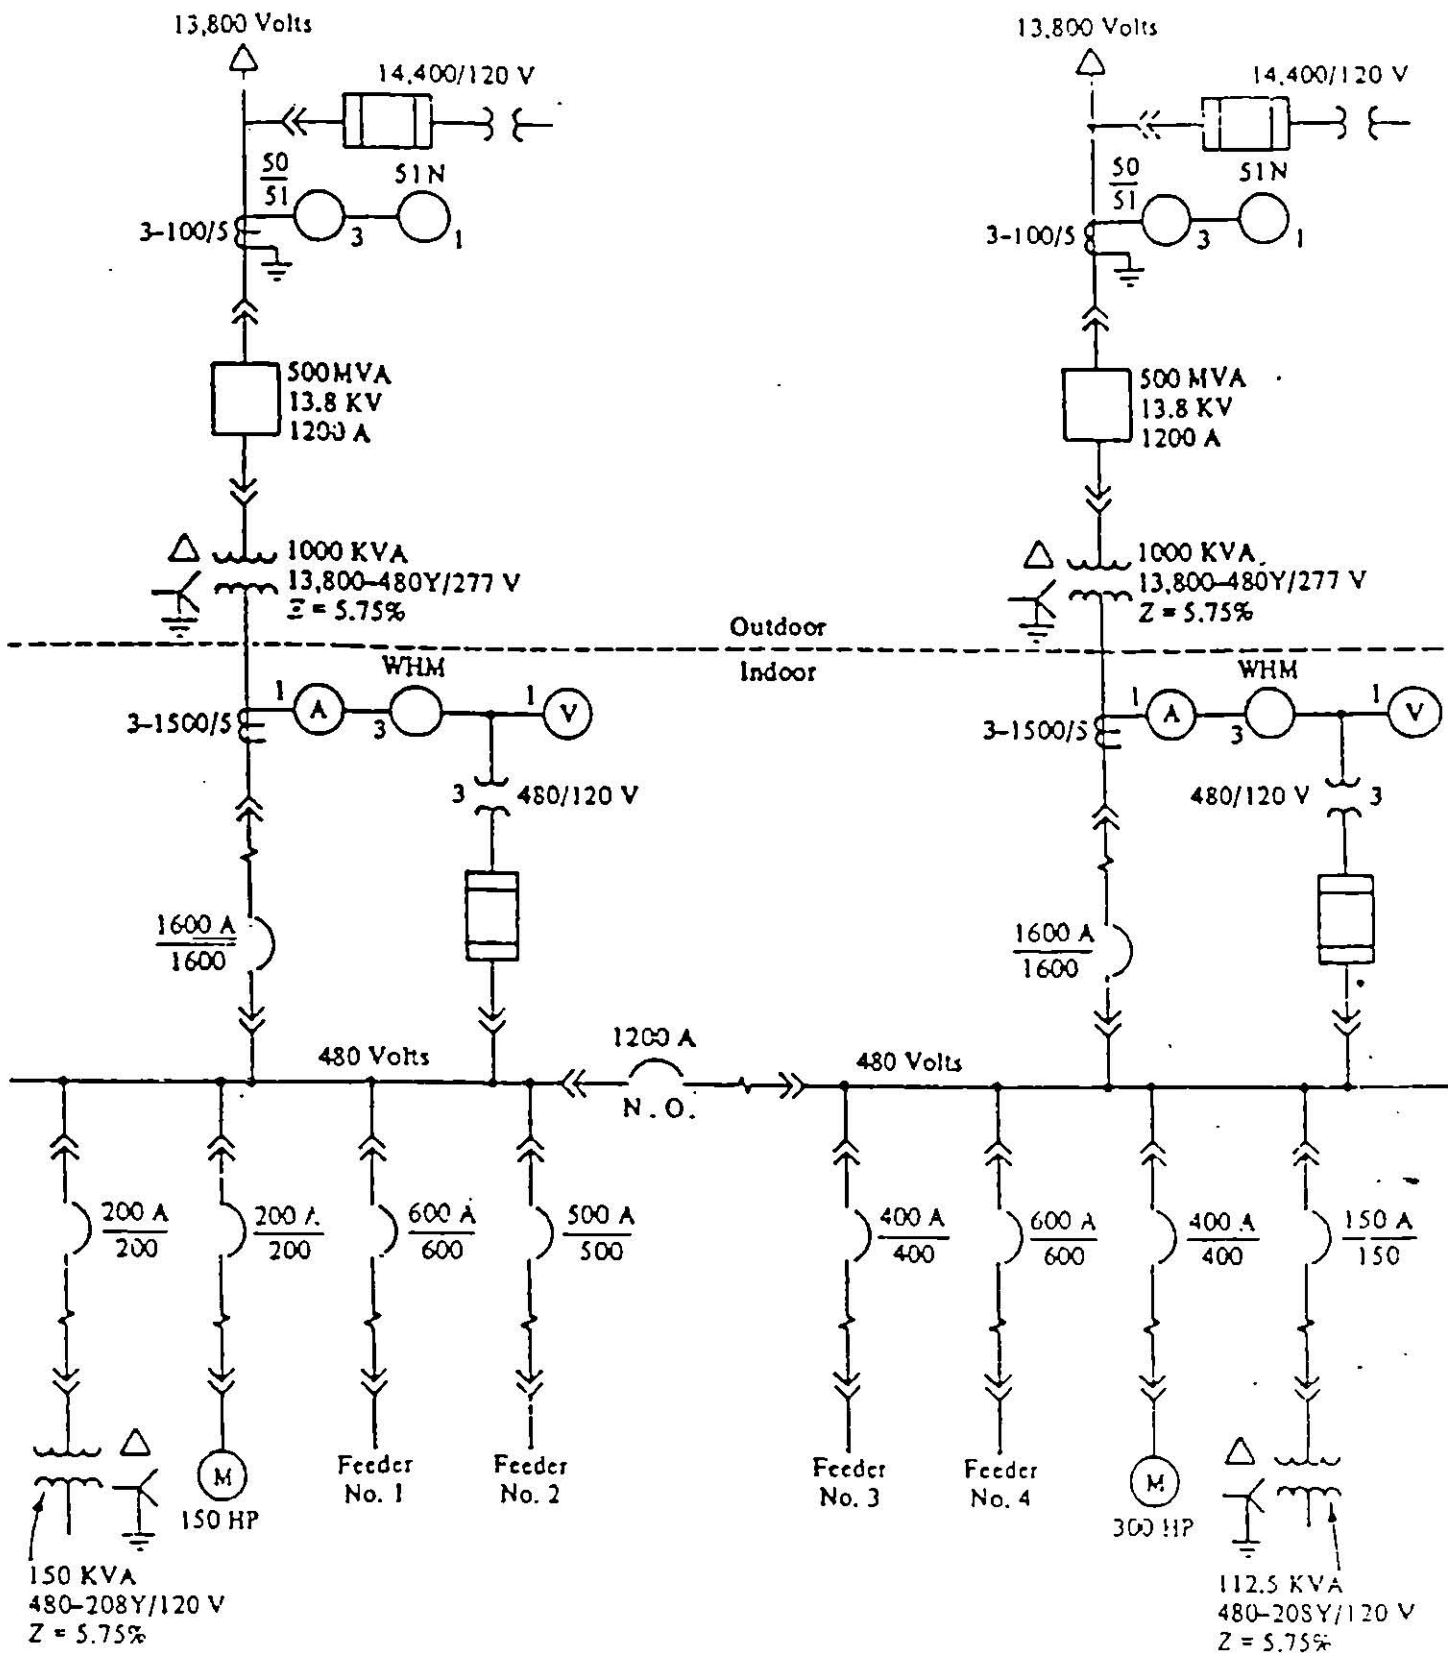 13,800 Volts
14,400/120 V
50
51
51N
3-100/5
3
1
500MVA
13.8 KV
1200 A
1000 KVA
13,800-480Y/277 V
Z = 5.75%
13,800 Volts
14,400/120 V
50
51
51N
3-100/5
3
1
500 MVA
13.8 KV
1200 A
1000 KVA
13,800-480Y/277 V
Z = 5.75%
Outdoor
Indoor
WHM
1
A
3
1
V
3-1500/5
3
480/120 V
1600 A
1600
WHM
1
A
3
1
V
3-1500/5
480/120 V
3
1600 A
1600
480 Volts
1200 A
N. O.
480 Volts
200 A
200
200 A
200
600 A
600
500 A
500
400 A
400
600 A
600
400 A
400
150 A
150
M
150 HP
Feeder
No. 1
Feeder
No. 2
Feeder
No. 3
Feeder
No. 4
M
300 HP
150 KVA
480-208Y/120 V
Z = 5.75%
112.5 KVA
480-208Y/120 V
Z = 5.75%